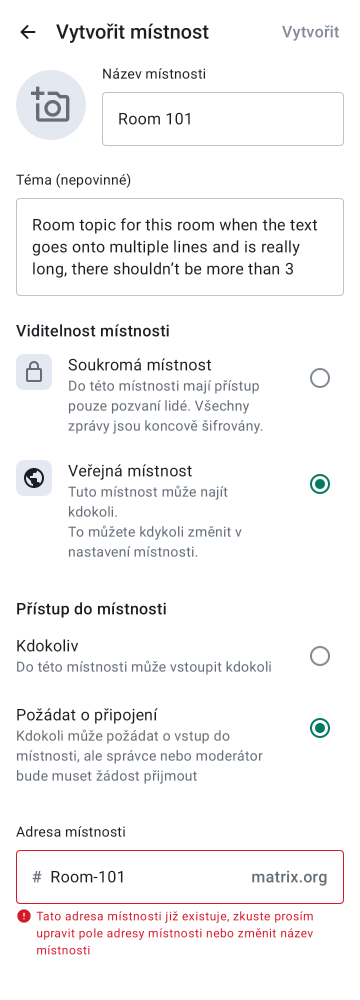 Vytvořit místnost
Vytvořit
Název místnosti
Room 101
Téma (nepovinné)
Room topic for this room when the text
goes onto multiple lines and is really
long, there shouldn’t be more than 3
Viditelnost místnosti
Soukromá místnost
Do této místnosti mají přístup
pouze pozvaní lidé. Všechny
zprávy jsou koncově šifrovány.
Veřejná místnost
Tuto místnost může najít
kdokoli.
To můžete kdykoli změnit v
nastavení místnosti.
Přístup do místnosti
Kdokoliv
Do této místnosti může vstoupit kdokoli
Požádat o připojení
Kdokoli může požádat o vstup do
místnosti, ale správce nebo moderátor
bude muset žádost přijmout
Adresa místnosti
# Room-101 matrix.org
Tato adresa místnosti již existuje, zkuste prosím
upravit pole adresy místnosti nebo změnit název
místnosti